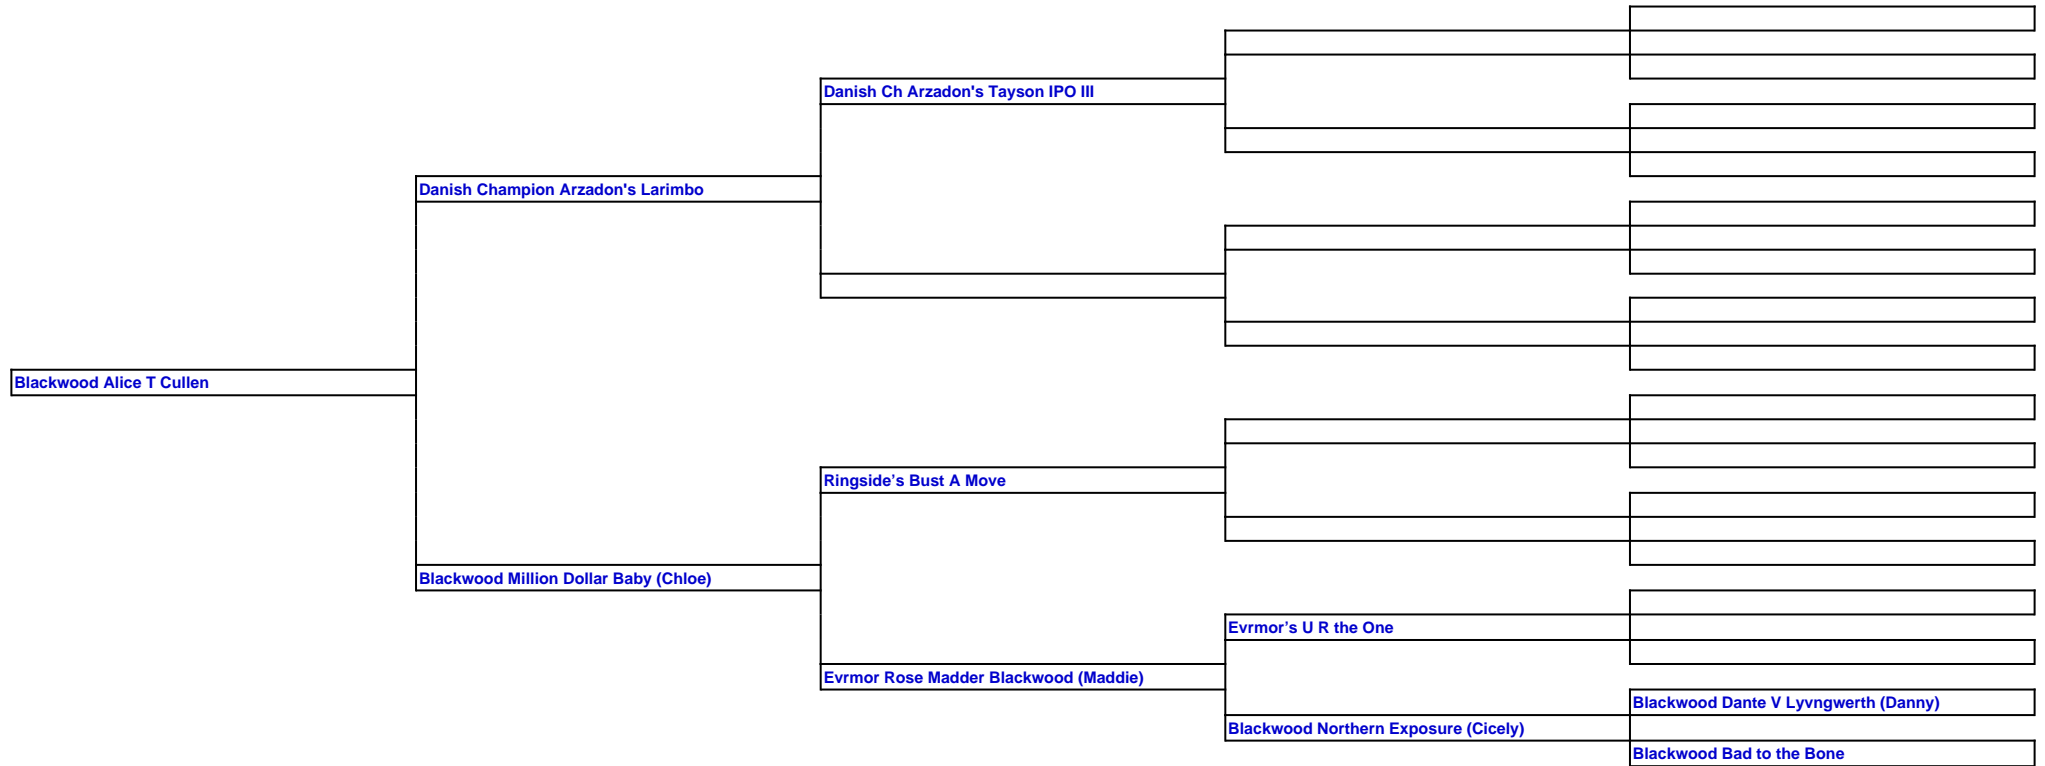 Danish Ch Arzadon's Tayson IPO III
Danish Champion Arzadon's Larimbo
Blackwood Alice T Cullen
Ringside’s Bust A Move
Blackwood Million Dollar Baby (Chloe)
Evrmor’s U R the One
Evrmor Rose Madder Blackwood (Maddie)
Blackwood Dante V Lyvngwerth (Danny)
Blackwood Northern Exposure (Cicely)
Blackwood Bad to the Bone